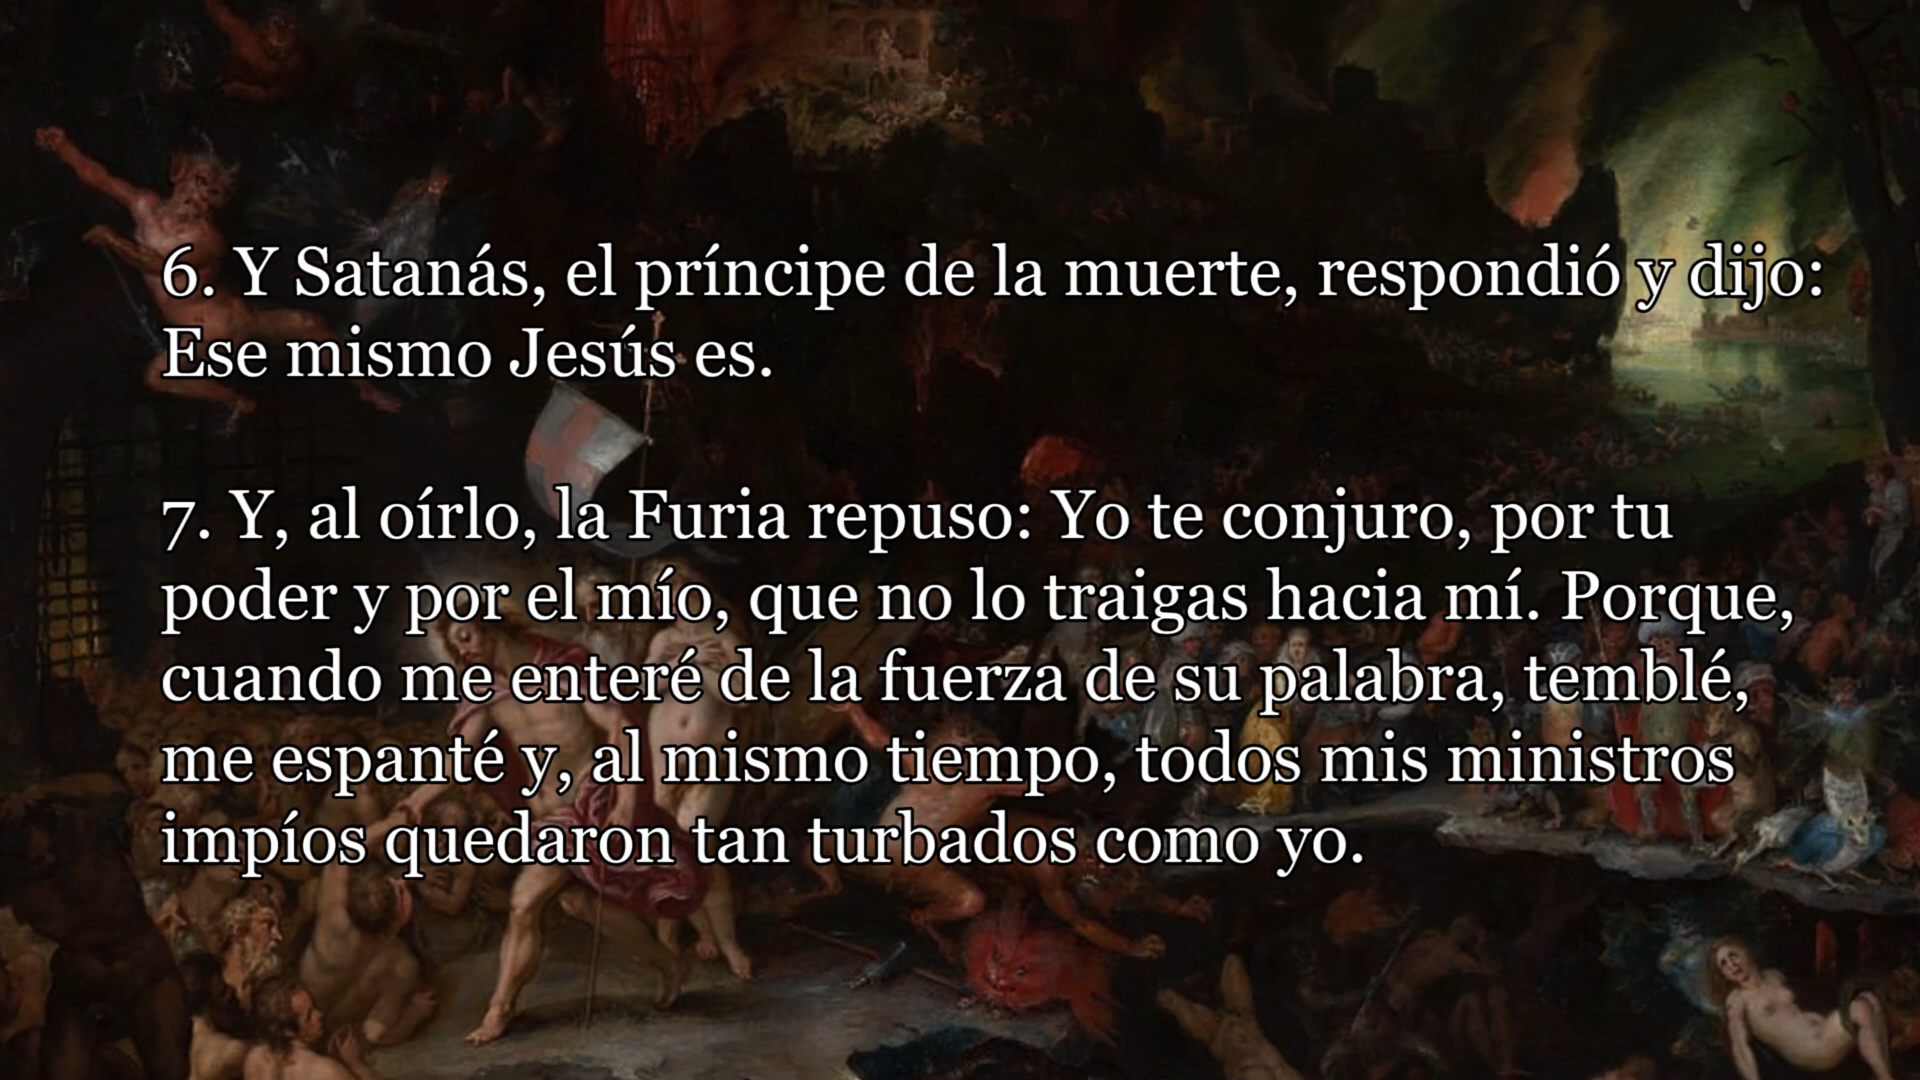 6. Y Satanás, el príncipe de la muerte, respondió y dijo:
Ese mismo Jesús es.
7. Y, al oírlo, la Furia repuso: Yo te conjuro, por tu
poder y por el mío, que no lo traigas hacia mí. Porque,
cuando me enteré de la fuerza de su palabra, temblé,
me espanté y, al mismo tiempo, todos mis ministros
impíos quedaron tan turbados como yo.